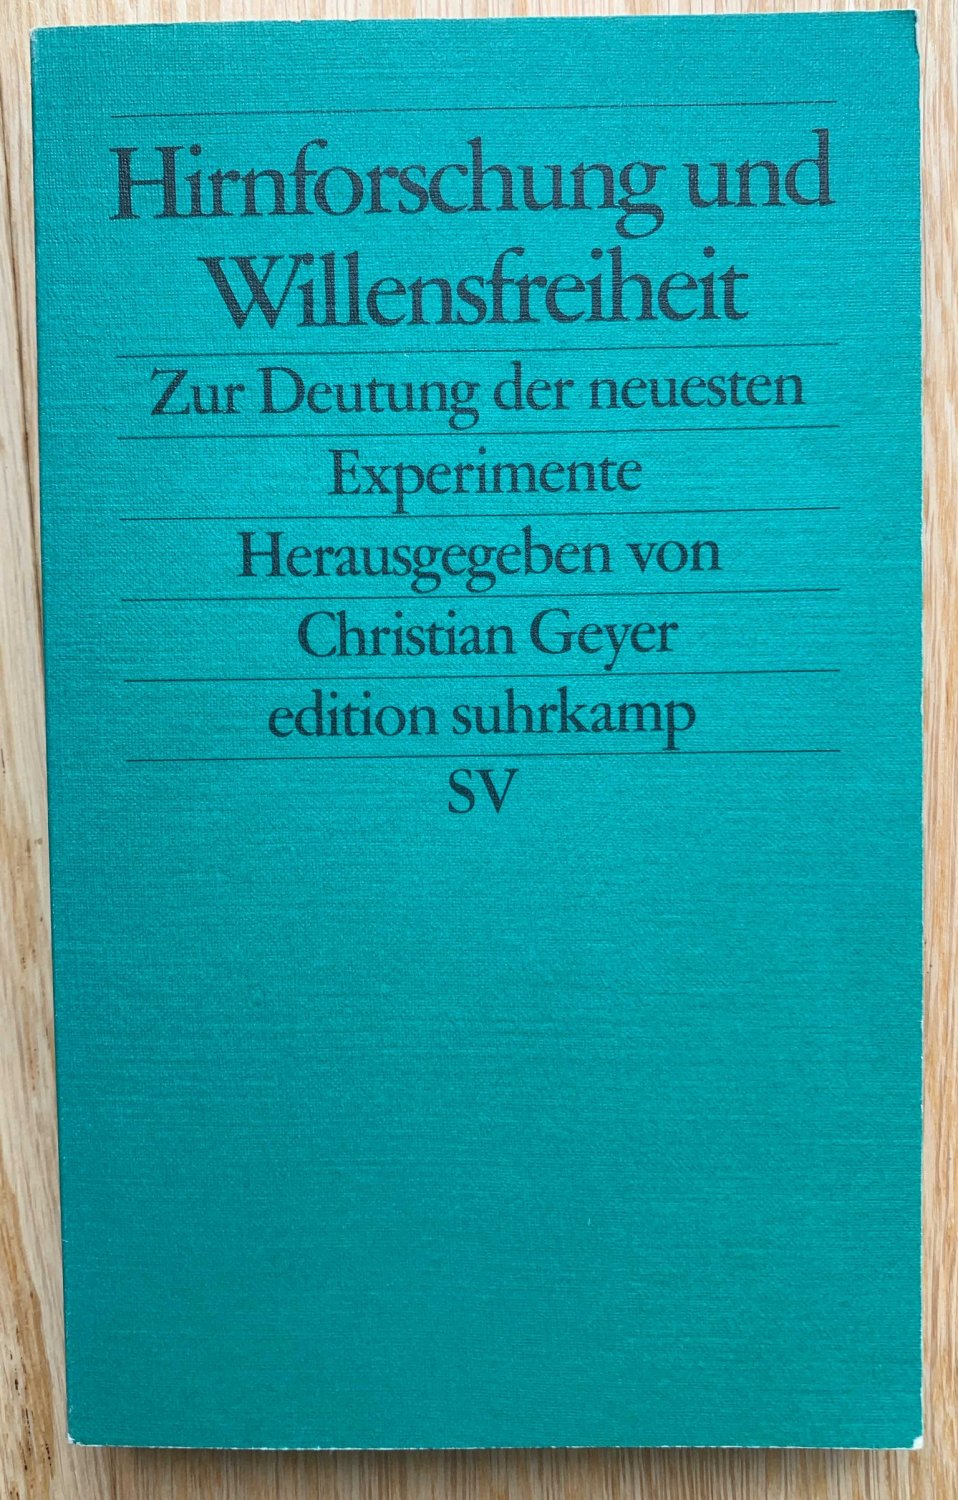 Hirnforschung und
Willensfreiheit
Zur Deutung der neuesten
Experimente
Herausgegeben von
Christian Geyer
edition suhrkamp
SV